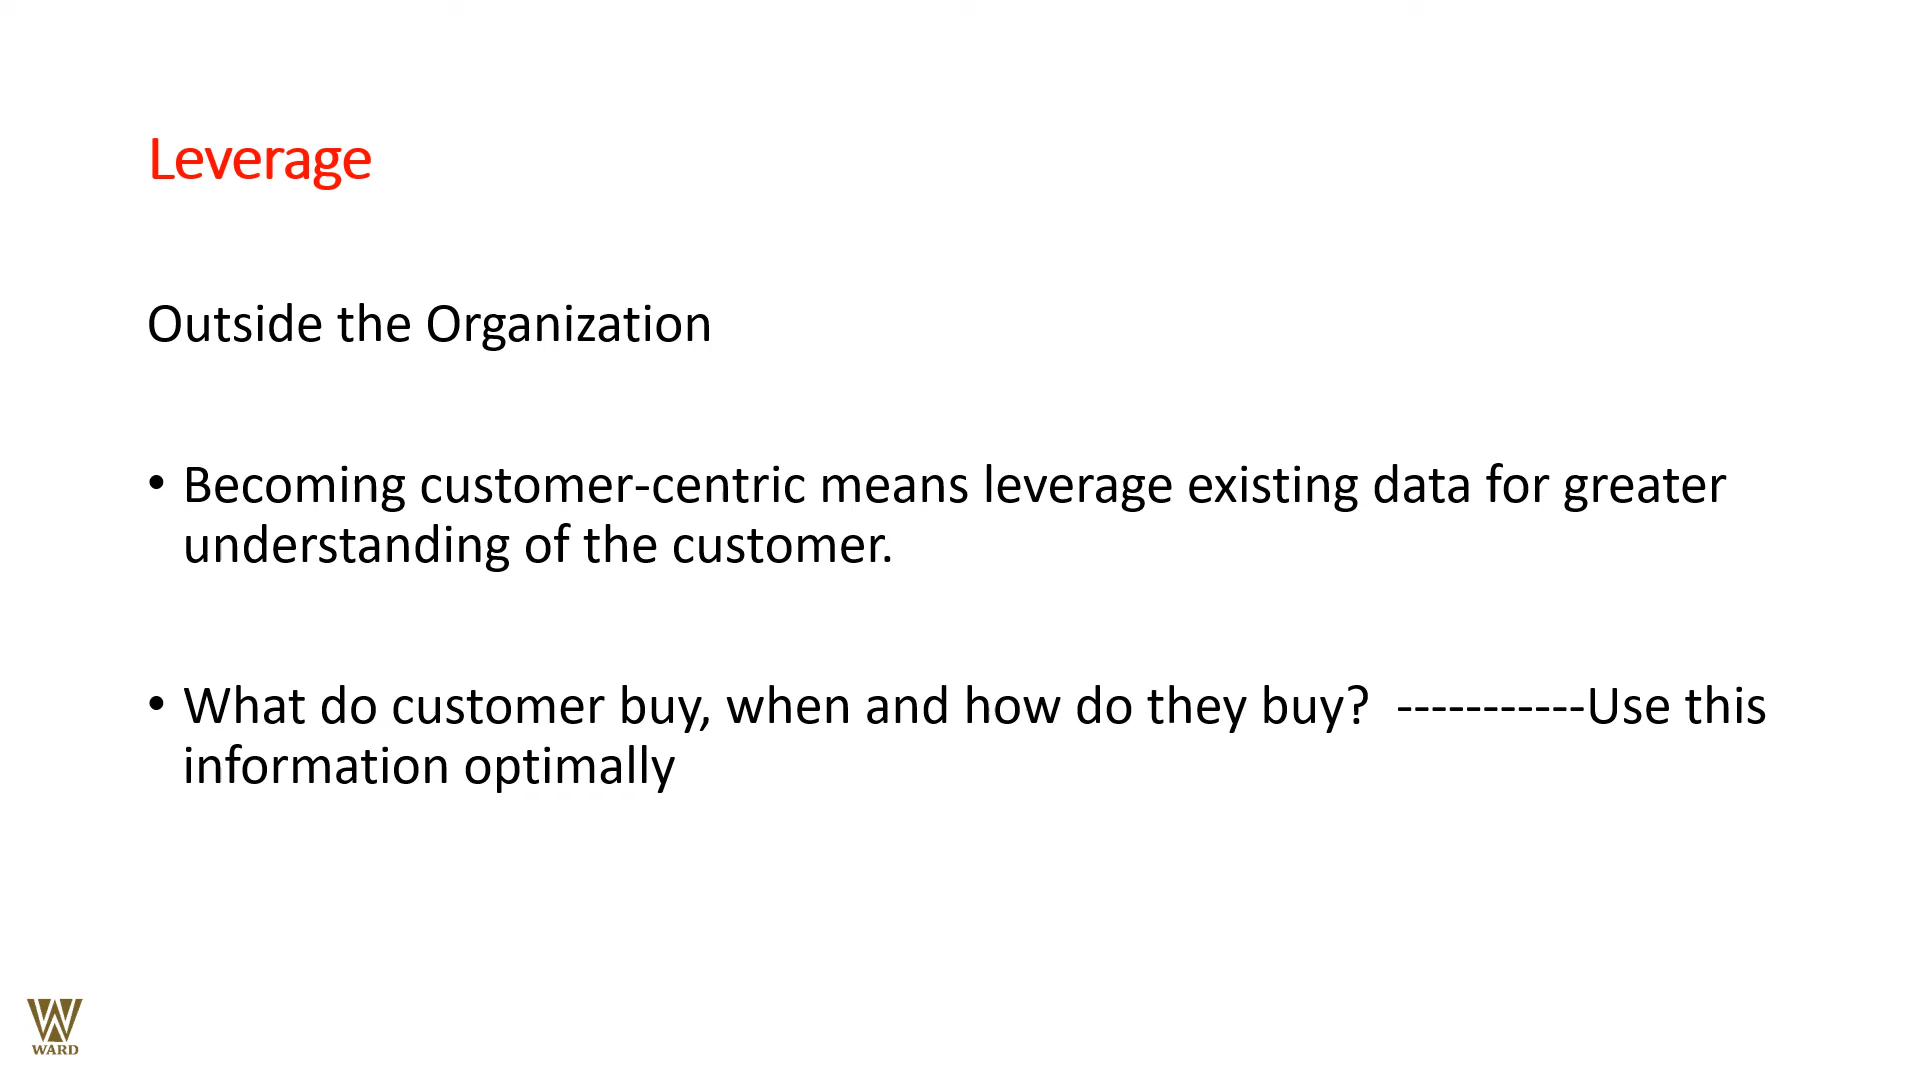 Leverage
Outside the Organization
• Becoming customer-centric means leverage existing data for greater
understanding of the customer.
• What do customer buy, when and how do they buy?  -----------Use this
information optimally
WARD